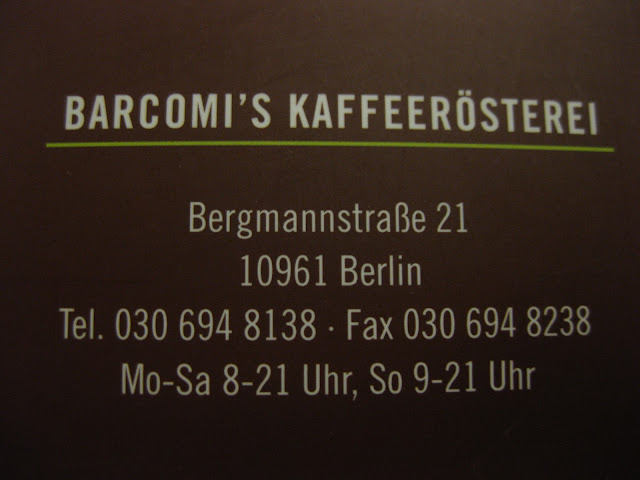 BARCOMI'S KAFFEERÖSTEREI
Bergmannstraße 21
10961 Berlin
Tel. 030 694 8138 · Fax 030 694 8238
Mo-Sa 8-21 Uhr, So 9-21 Uhr